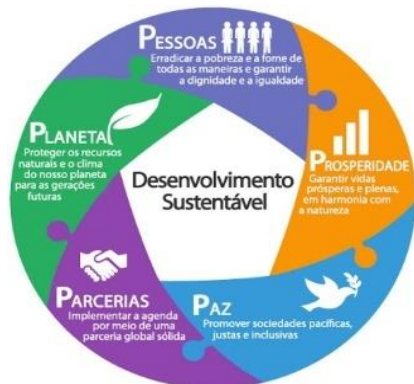 PESSOAS
Erradicar a pobreza e a fome de
todas as maneiras e garantir
a dignidade e a igualdade
PROSPERIDADE
Garantir vidas
prósperas e plenas,
em harmonia com
a natureza
PAZ
Promover sociedades pacíficas,
justas e inclusivas
PARCERIAS
Implementar a agenda
por meio de uma
parceria global sólida
PLANETA
Proteger os recursos
naturais e o clima
do nosso planeta
para as gerações
futuras
Desenvolvimento
Sustentável